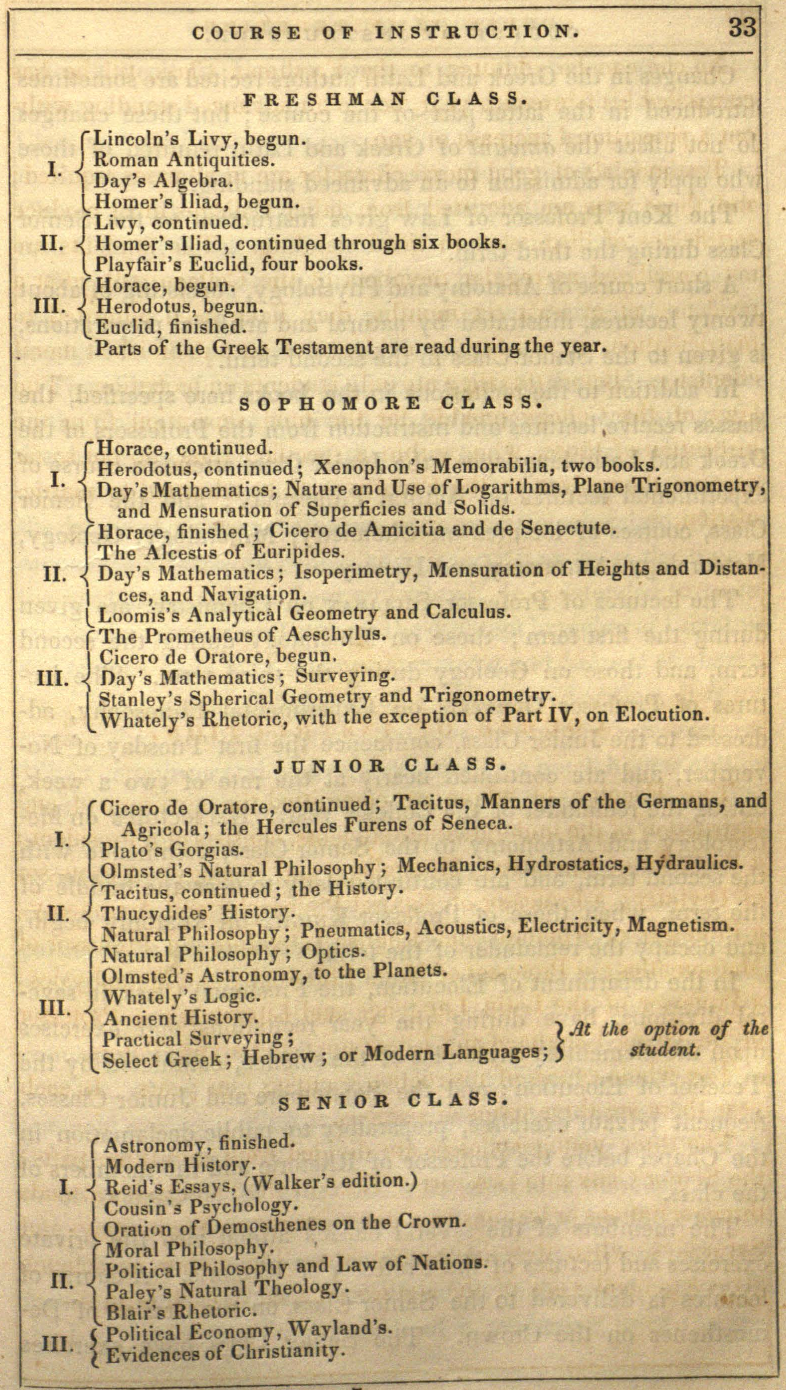 COURSE OF INSTRUCTION. 33
FRESHMAN CLASS.
I.
Lincoln's Livy, begun.
Roman Antiquities.
Day's Algebra.
Homer's Iliad, begun.
II.
Livy, continued.
Homer's Iliad, continued through six books.
Playfair's Euclid, four books.
III.
Horace, begun.
Herodotus, begun.
Euclid, finished.
Parts of the Greek Testament are read during the year.
SOPHOMORE CLASS.
I.
Horace, continued.
Herodotus, continued; Xenophon's Memorabilia, two books.
Day's Mathematics; Nature and Use of Logarithms, Plane Trigonometry,
and Mensuration of Superficies and Solids.
II.
Horace, finished; Cicero de Amicitia and de Senectute.
The Alcestis of Euripides.
Day's Mathematics; Isoperimetry, Mensuration of Heights and Distan-
ces, and Navigation.
Loomis's Analytical Geometry and Calculus.
III.
The Prometheus of Aeschylus.
Cicero de Oratore, begun.
Day's Mathematics; Surveying.
Stanley's Spherical Geometry and Trigonometry.
Whately's Rhetoric, with the exception of Part IV, on Elocution.
JUNIOR CLASS.
I.
Cicero de Oratore, continued; Tacitus, Manners of the Germans, and
Agricola; the Hercules Furens of Seneca.
Plato's Gorgias.
Olmsted's Natural Philosophy; Mechanics, Hydrostatics, Hydraulics.
II.
Tacitus, continued; the History.
Thucydides' History.
Natural Philosophy; Pneumatics, Acoustics, Electricity, Magnetism.
III.
Natural Philosophy; Optics.
Olmsted's Astronomy, to the Planets.
Whately's Logic.
Ancient History.
Practical Surveying;
Select Greek; Hebrew; or Modern Languages;
At the option of the
student.
SENIOR CLASS.
I.
Astronomy, finished.
Modern History.
Reid's Essays, (Walker's edition.)
Cousin's Psychology.
Oration of Demosthenes on the Crown.
II.
Moral Philosophy.
Political Philosophy and Law of Nations.
Paley's Natural Theology.
Blair's Rhetoric.
III.
Political Economy, Wayland's.
Evidences of Christianity.